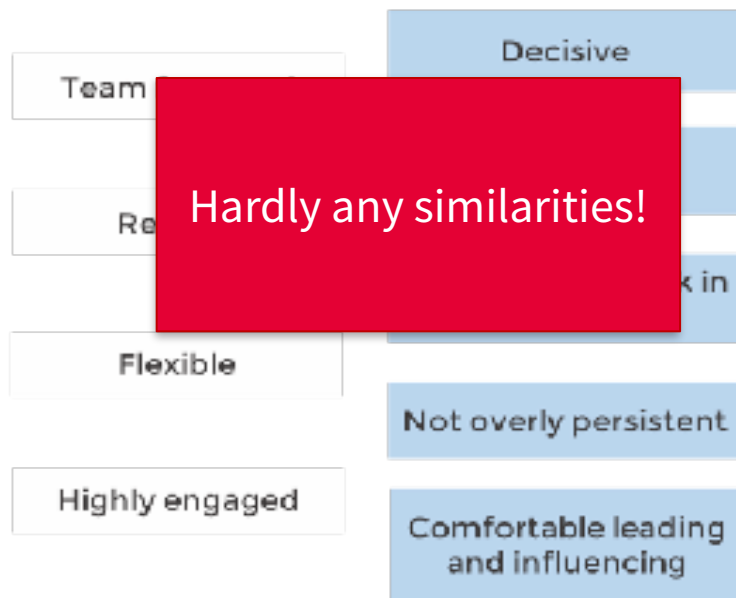 Team
Re
Flexible
Highly engaged
Decisive
k in
Not overly persistent
Comfortable leading
and influencing
Hardly any similarities!